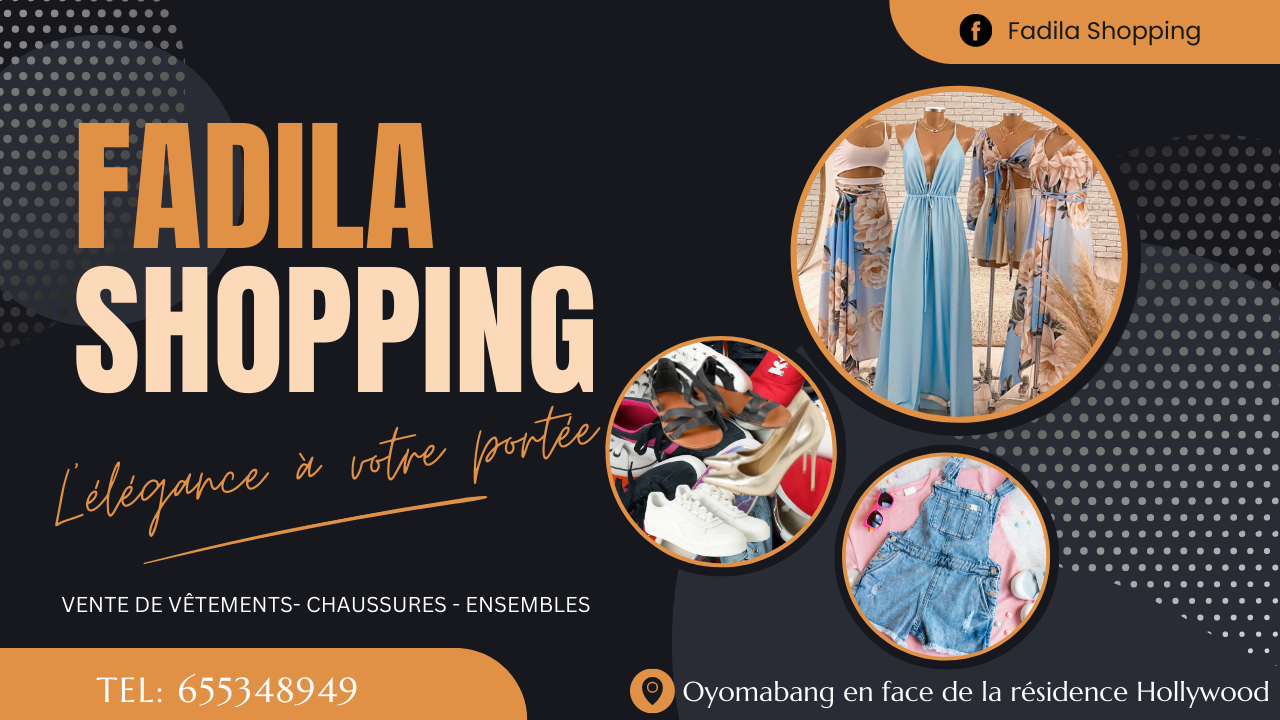 Fadila Shopping
FADILA
SHOPPING
L'élégance à votre portée
VENTE DE VÊTEMENTS- CHAUSSURES - ENSEMBLES
TEL: 655348949
Oyomabang en face de la résidence Hollywood